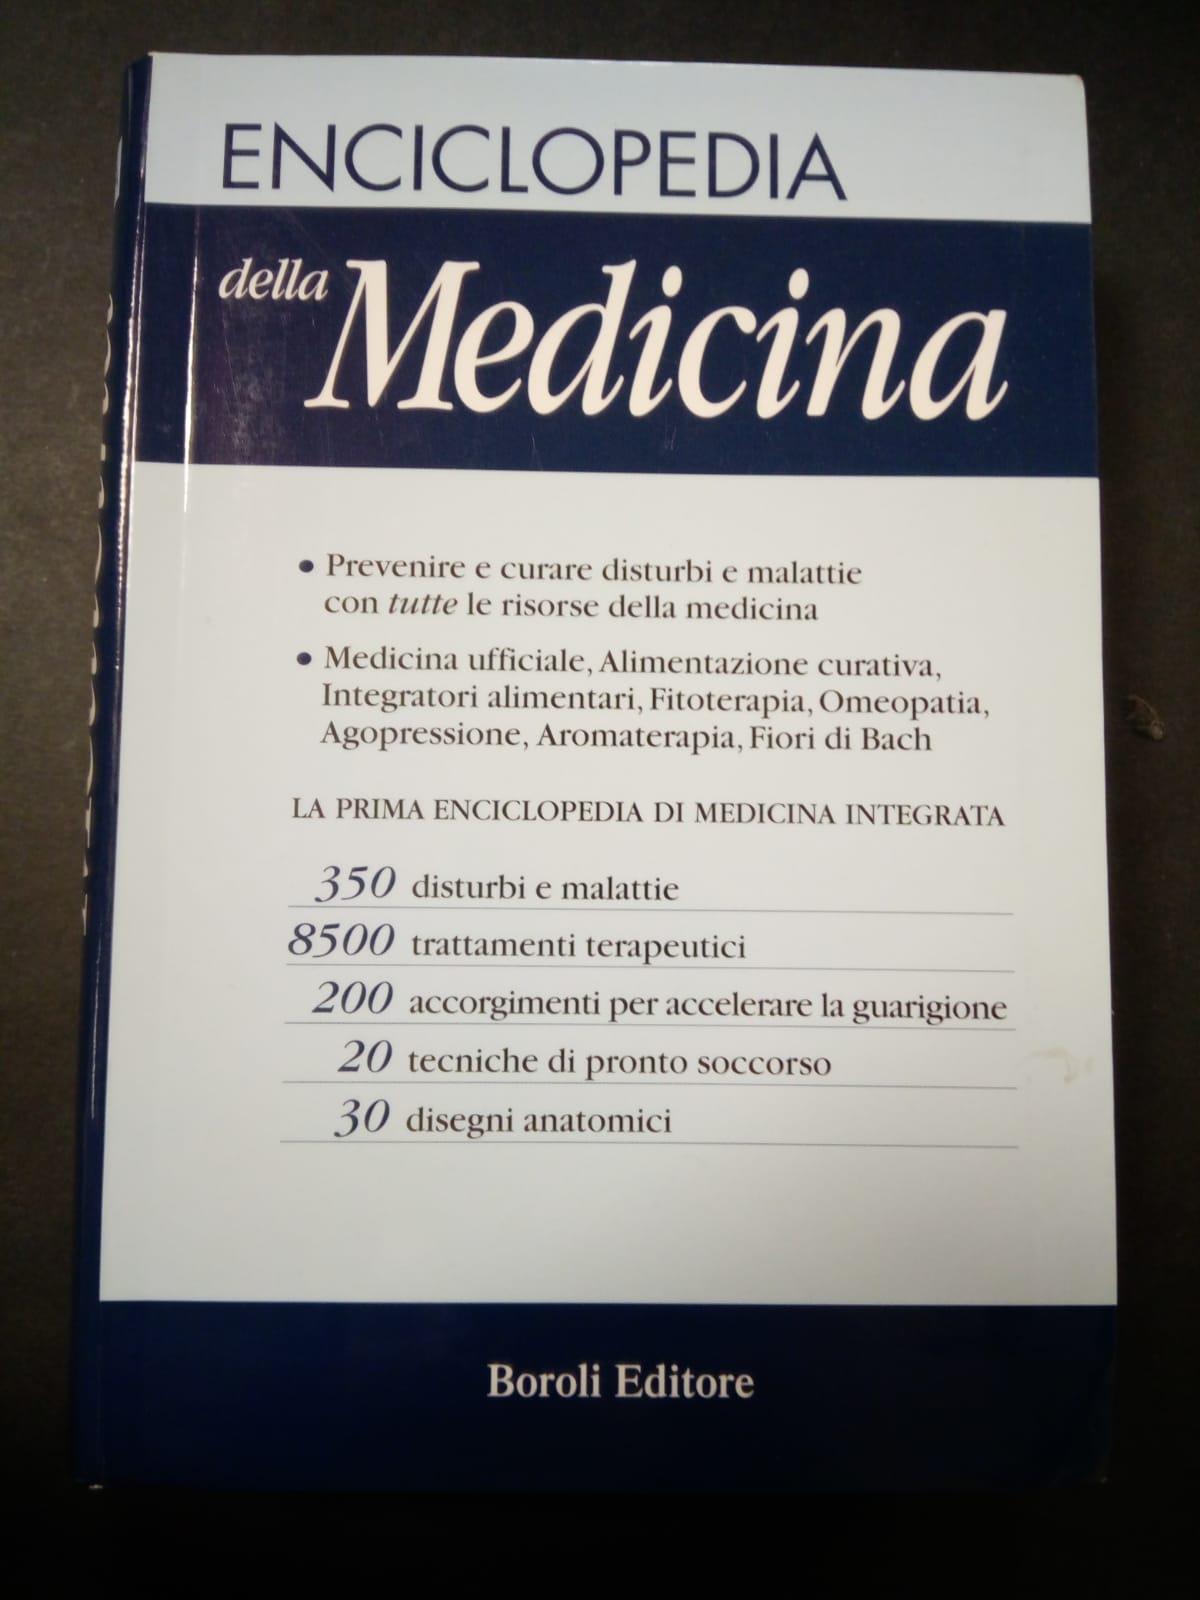 ENCICLOPEDIA
della Medicina
• Prevenire e curare disturbi e malattie
con tutte le risorse della medicina
• Medicina ufficiale, Alimentazione curativa,
Integratori alimentari, Fitoterapia, Omeopatia,
Agopressione, Aromaterapia, Fiori di Bach
LA PRIMA ENCICLOPEDIA DI MEDICINA INTEGRATA
350 disturbi e malattie
8500 trattamenti terapeutici
200 accorgimenti per accelerare la guarigione
20 tecniche di pronto soccorso
30 disegni anatomici
Boroli Editore